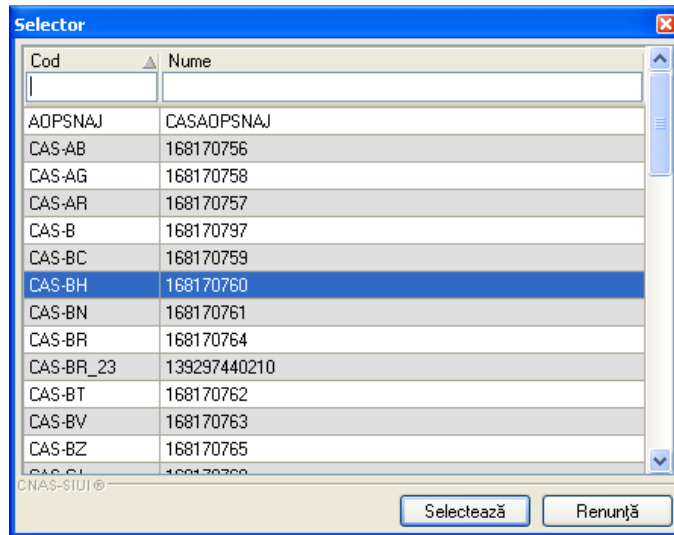 Selector
Cod Nume
AOPSNAJ CASAOPSNAJ
CAS-AB 168170756
CAS-AG 168170758
CAS-AR 168170757
CAS-B 168170797
CAS-BC 168170759
CAS-BH 168170760
CAS-BN 168170761
CAS-BR 168170764
CAS-BR_23 139297440210
CAS-BT 168170762
CAS-BV 168170763
CAS-BZ 168170765
CNAS-SIUI®
Selectează Renunţă